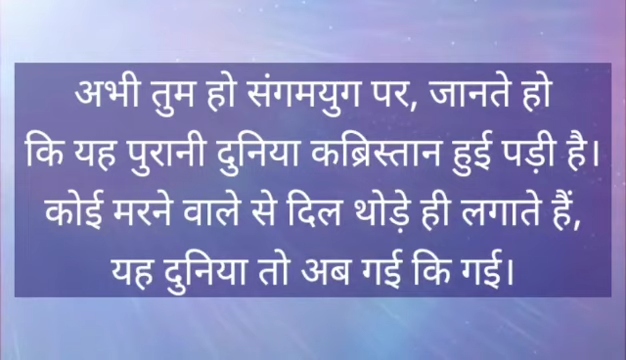 अभी तुम हो संगमयुग पर, जानते हो
कि यह पुरानी दुनिया कब्रिस्तान हुई पड़ी है।
कोई मरने वाले से दिल थोड़े ही लगाते हैं,
यह दुनिया तो अब गई कि गई।